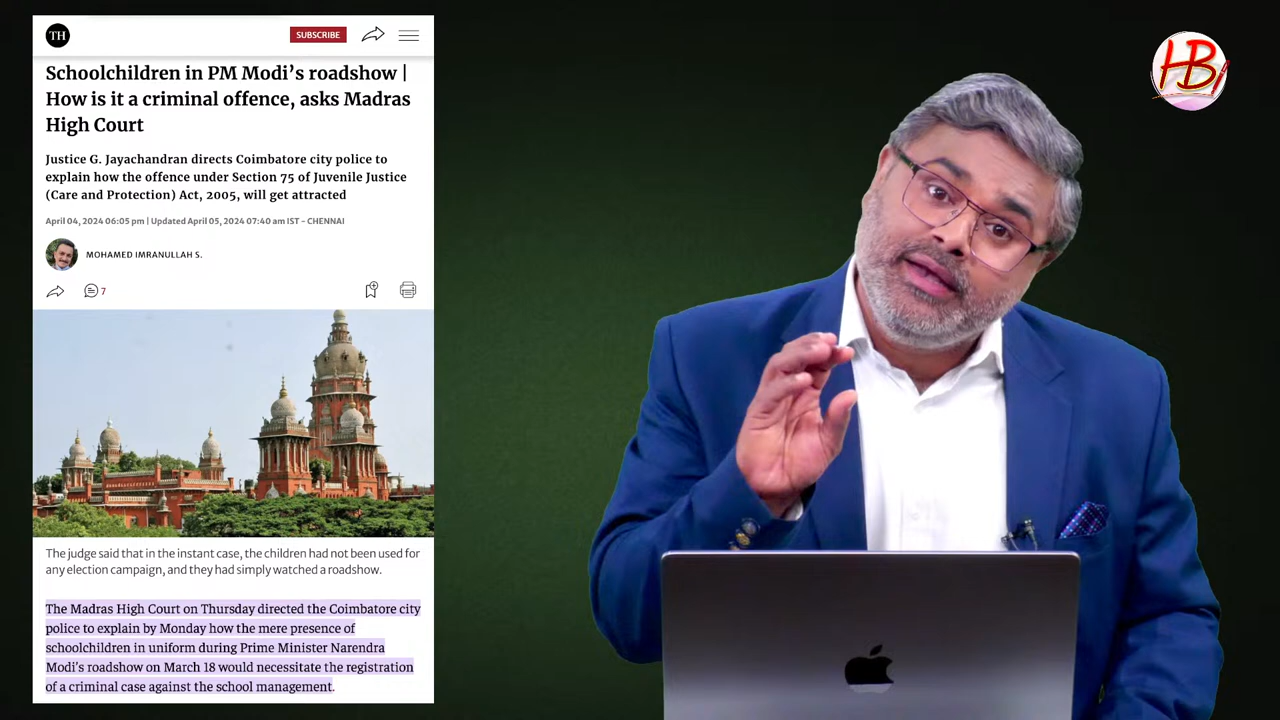 TH
SUBSCRIBE
Schoolchildren in PM Modi’s roadshow |
How is it a criminal offence, asks Madras
High Court
Justice G. Jayachandran directs Coimbatore city police to
explain how the offence under Section 75 of Juvenile Justice
(Care and Protection) Act, 2005, will get attracted
April 04, 2024 06:05 pm | Updated April 05, 2024 07:40 am IST - CHENNAI
MOHAMED IMRANULLAH S.
7
The judge said that in the instant case, the children had not been used for
any election campaign, and they had simply watched a roadshow.
The Madras High Court on Thursday directed the Coimbatore city
police to explain by Monday how the mere presence of
schoolchildren in uniform during Prime Minister Narendra
Modi’s roadshow on March 18 would necessitate the registration
of a criminal case against the school management.
HBI